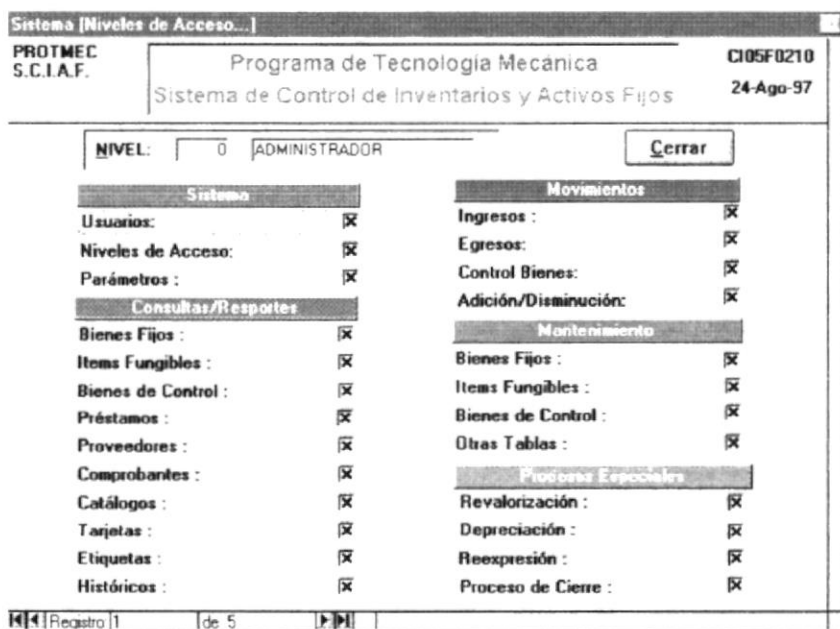 Sistema [Niveles de Acceso...]
PROTMEC
S.C.I.A.F.
Programa de Tecnología Mecánica
Sistema de Control de Inventarios y Activos Fijos
CI05F0210
24-Ago-97
NIVEL: 0 ADMINISTRADOR
Cerrar
Sistema
Usuarios:
Niveles de Acceso:
Parámetros :
Consultas/Resportes
Bienes Fijos :
Items Fungibles :
Bienes de Control :
Préstamos :
Proveedores :
Comprobantes :
Catálogos :
Tarjetas :
Etiquetas :
Históricos :
Movimientos
Ingresos :
Egresos:
Control Bienes:
Adición/Disminución:
Mantenimiento
Bienes Fijos :
Items Fungibles :
Bienes de Control :
Otras Tablas :
Procesos Especiales
Revalorización :
Depreciación :
Reexpresión :
Proceso de Cierre :
Registro 1 de 5